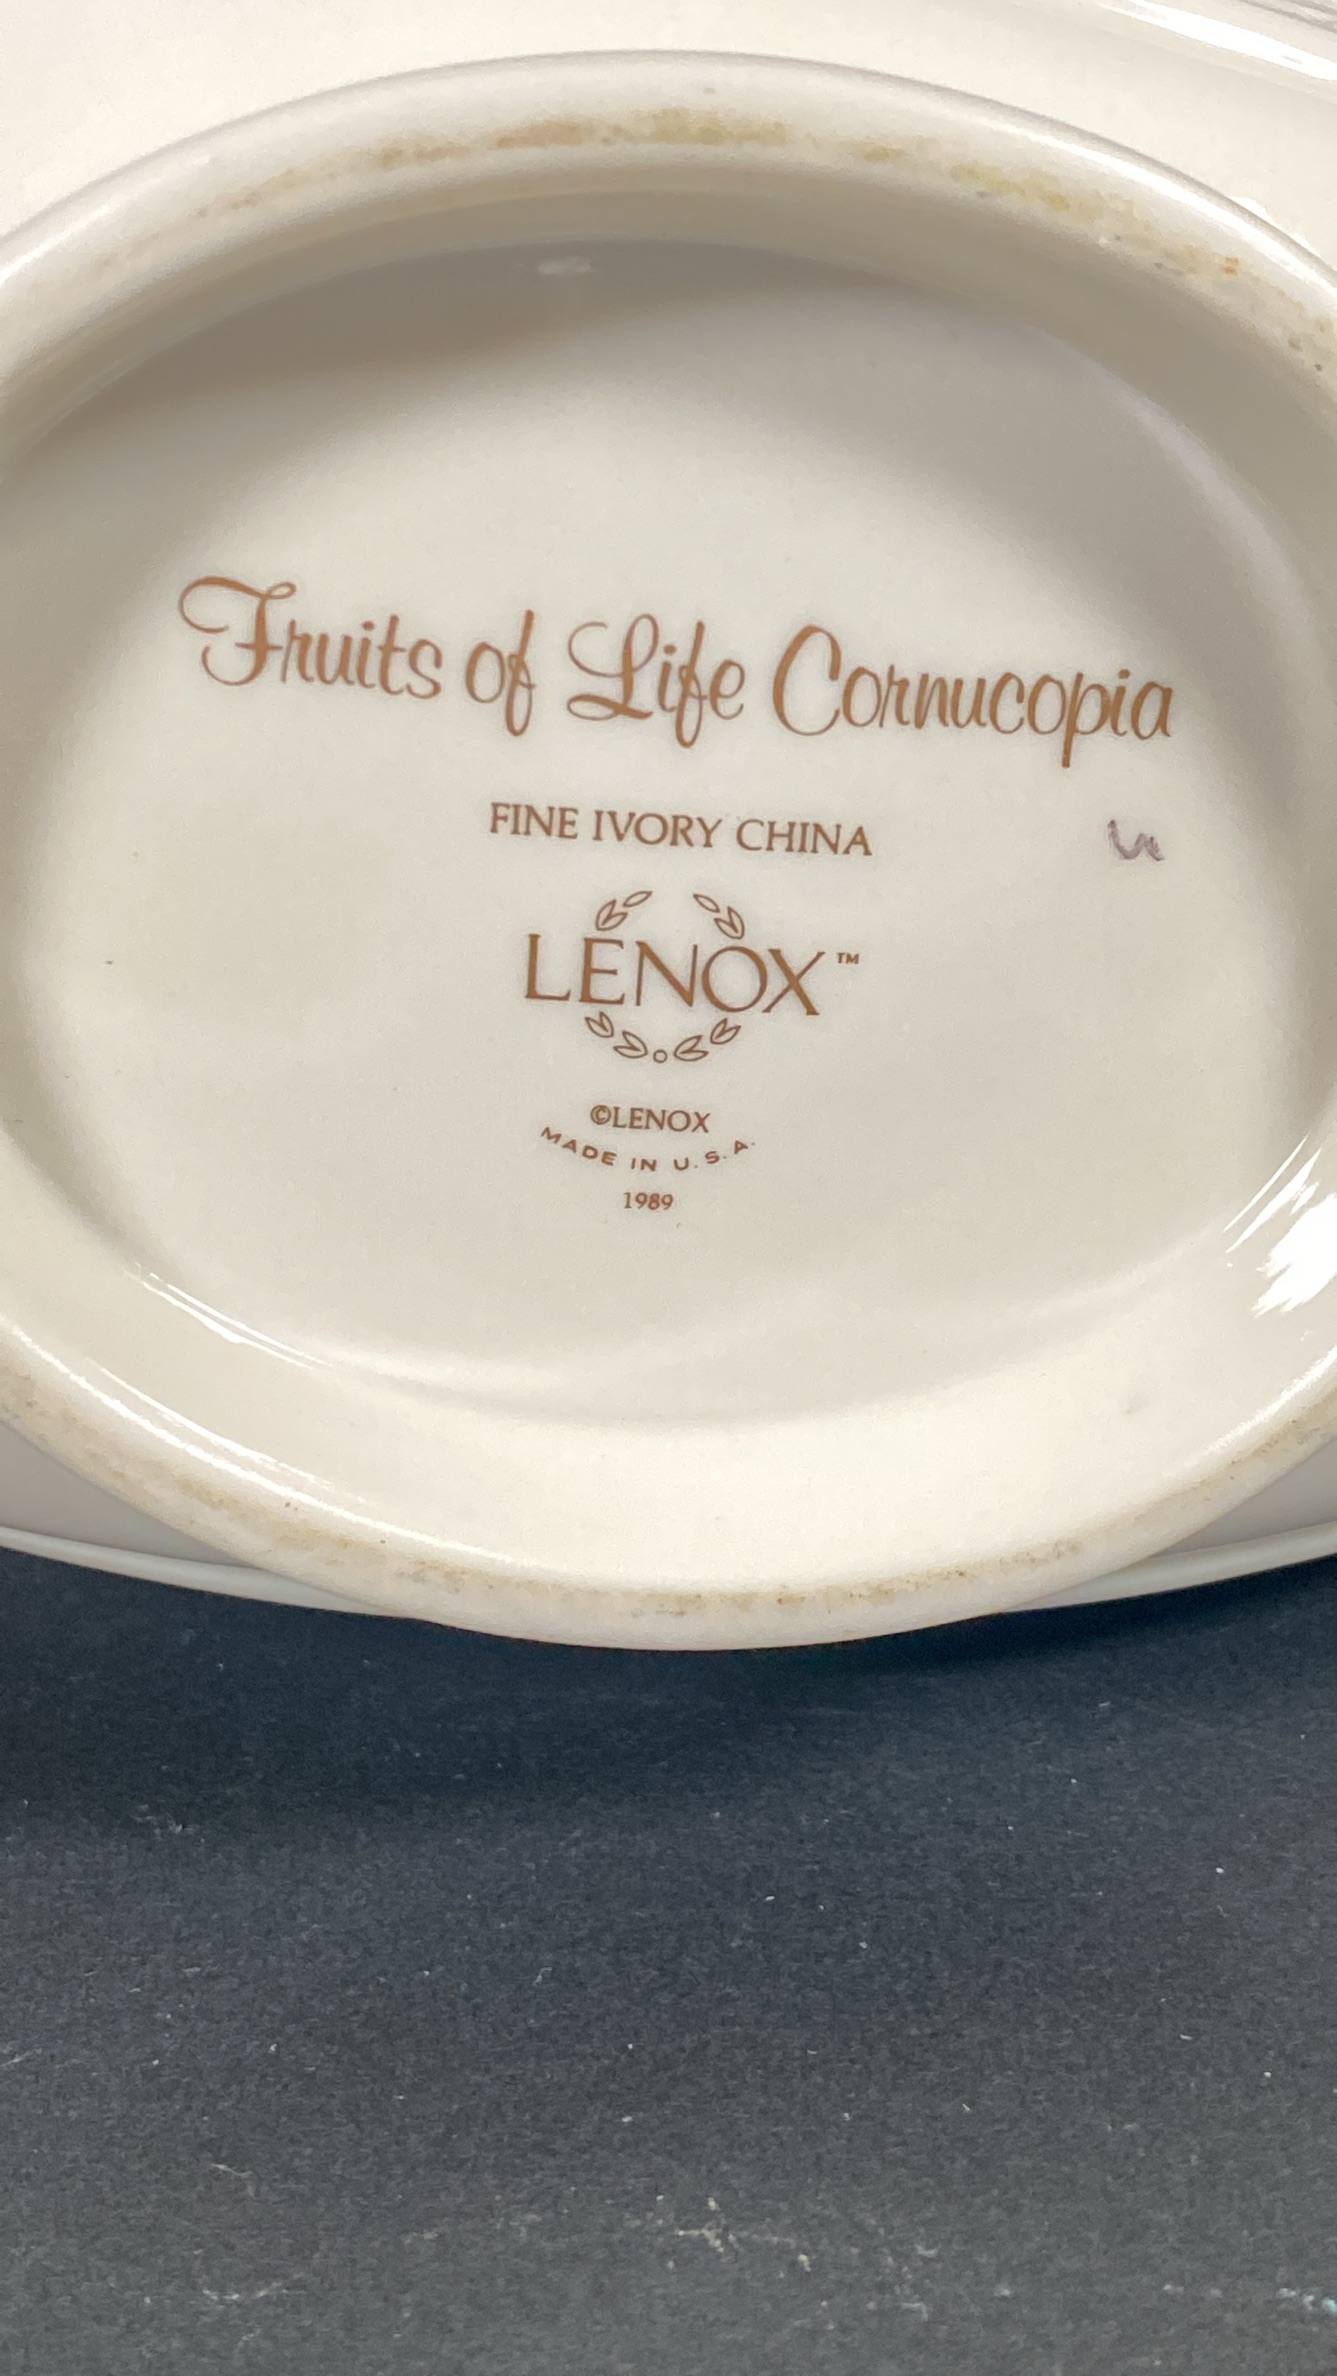 Fruits of Life Cornucopia
FINE IVORY CHINA
LENOX™
©LENOX
MADE IN U.S.A.
1989